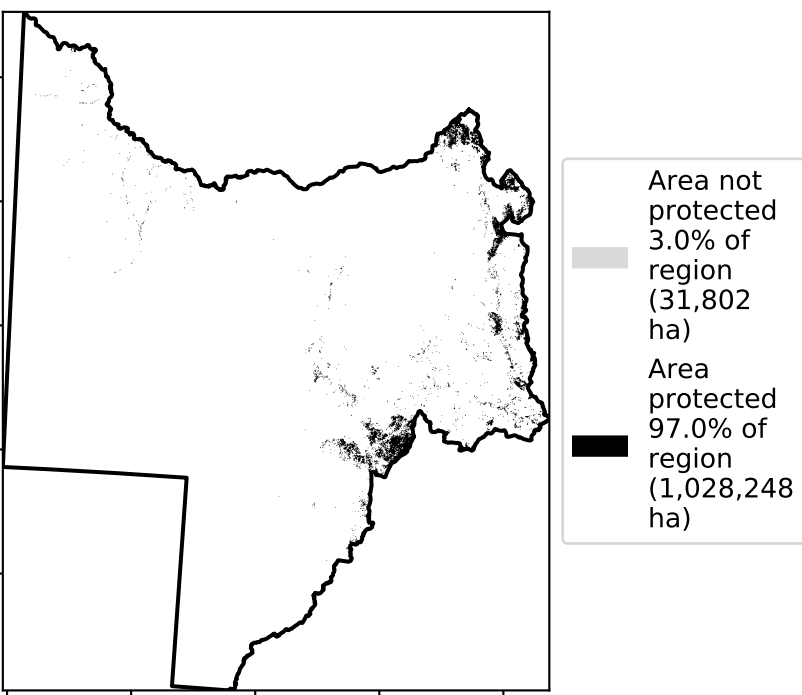 Area not
protected
3.0% of
region
(31,802
ha)
Area
protected
97.0% of
region
(1,028,248
ha)